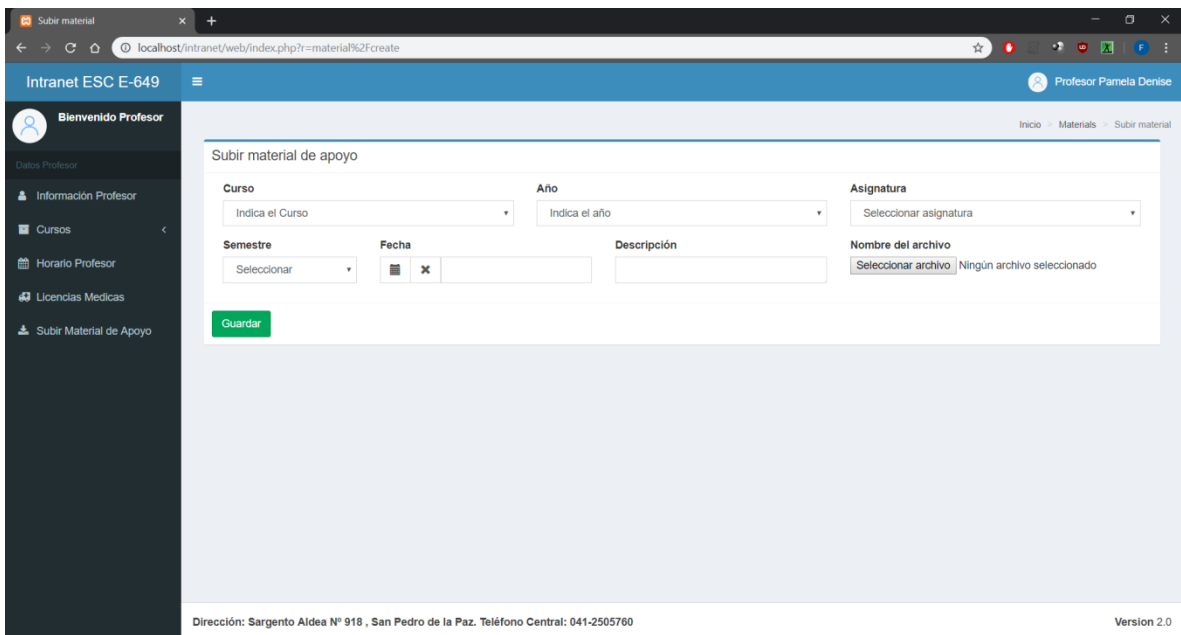 Subir material
localhost/intranet/web/index.php?r=material%2Fcreate
Intranet ESC E-649
Profesor Pamela Denise
Bienvenido Profesor
Inicio > Materials > Subir material
Datos Profesor
Información Profesor
Cursos
Horario Profesor
Licencias Medicas
Subir Material de Apoyo
Subir material de apoyo
Curso
Año
Asignatura
Indica el Curso
Indica el año
Seleccionar asignatura
Semestre
Fecha
Descripción
Nombre del archivo
Seleccionar
Seleccionar archivo Ningún archivo seleccionado
Guardar
Dirección: Sargento Aldea Nº 918 , San Pedro de la Paz. Teléfono Central: 041-2505760
Version 2.0